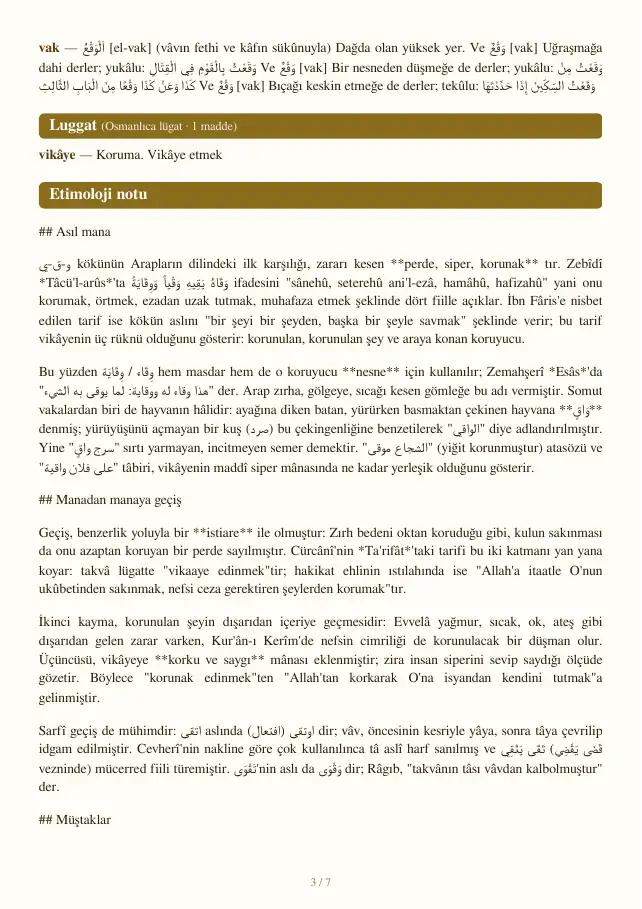 vak — اَلْوَقْعُ [el-vak] (vâvın fethi ve kâfın sükûnuyla) Dağda olan yüksek yer. Ve وَقْعٌ [vak] Uğraşmağa
dahi derler; yukâlu: وَقَعْتُ بِالْقَوْمِ فِي الْقِتَالِ Ve وَقْعٌ [vak] Bir nesneden düşmeğe de derler; yukâlu: وَقَعْتُ مِنْ
كَذَا وَعَنْ كَذَا وَقْعًا مِنَ الْبَابِ الثَّالِثِ Ve وَقْعٌ [vak] Bıçağı keskin etmeğe de derler; tekûlu: وَقَعْتُ السِّكِّينَ إِذَا حَدَّدْتَهَا
Luggat (Osmanlıca lügat · 1 madde)
vikâye — Koruma. Vikâye etmek
Etimoloji notu
## Asıl mana
و-ق-ي kökünün Arapların dilindeki ilk karşılığı, zararı kesen **perde, siper, korunak** tır. Zebîdî
*Tâcü'l-arûs*'ta وَقَاهُ يَقِيهِ وَقْياً وَوِقَايَةً ifadesini "sânehû, seterehû ani'l-ezâ, hamâhû, hafizahû" yani onu
korumak, örtmek, ezadan uzak tutmak, muhafaza etmek şeklinde dört fiille açıklar. İbn Fâris'e nisbet
edilen tarif ise kökün aslını "bir şeyi bir şeyden, başka bir şeyle savmak" şeklinde verir; bu tarif
vikâyenin üç rüknü olduğunu gösterir: korunulan, korunulan şey ve araya konan koruyucu.
Bu yüzden وِقَاء / وِقَايَة hem masdar hem de o koruyucu **nesne** için kullanılır; Zemahşerî *Esâs*'da
"هذا وقاء له ووقاية: لما يوقى به الشيء" der. Arap zırha, gölgeye, sıcağı kesen gömleğe bu adı vermiştir. Somut
vakalardan biri de hayvanın hâlidir: ayağına diken batan, yürürken basmaktan çekinen hayvana **وَاقٍ**
denmiş; yürüyüşünü açmayan bir kuş (صرد) bu çekingenliğine benzetilerek "الواقي" diye adlandırılmıştır.
Yine "سرج واقٍ" sırtı yarmayan, incitmeyen semer demektir. "الشجاع موقى" (yiğit korunmuştur) atasözü ve
"على فلان واقية" tâbiri, vikâyenin maddî siper mânasında ne kadar yerleşik olduğunu gösterir.
## Manadan manaya geçiş
Geçiş, benzerlik yoluyla bir **istiare** ile olmuştur: Zırh bedeni oktan koruduğu gibi, kulun sakınması
da onu azaptan koruyan bir perde sayılmıştır. Cürcânî'nin *Ta'rifât*'taki tarifi bu iki katmanı yan yana
koyar: takvâ lügatte "vikaaye edinmek"tir; hakikat ehlinin ıstılahında ise "Allah'a itaatle O'nun
ukûbetinden sakınmak, nefsi ceza gerektiren şeylerden korumak"tır.
İkinci kayma, korunulan şeyin dışarıdan içeriye geçmesidir: Evvelâ yağmur, sıcak, ok, ateş gibi
dışarıdan gelen zarar varken, Kur'ân-ı Kerîm'de nefsin cimriliği de korunulacak bir düşman olur.
Üçüncüsü, vikâyeye **korku ve saygı** mânası eklenmiştir; zira insan siperini sevip saydığı ölçüde
gözetir. Böylece "korunak edinmek"ten "Allah'tan korkarak O'na isyandan kendini tutmak"a
gelinmiştir.
Sarfî geçiş de mühimdir: اتقى aslında اوتقى (افتعال) dir; vâv, öncesinin kesriyle yâya, sonra tâya çevrilip
idgam edilmiştir. Cevherî'nin nakline göre çok kullanılınca tâ aslî harf sanılmış ve تَقَى يَتْقِي (قَضَى يَقْضِي
vezninde) mücerred fiili türemiştir. تَقْوَى'nin aslı da وَقْوَى dir; Râgıb, "takvânın tâsı vâvdan kalbolmuştur"
der.
## Müştaklar
3 / 7